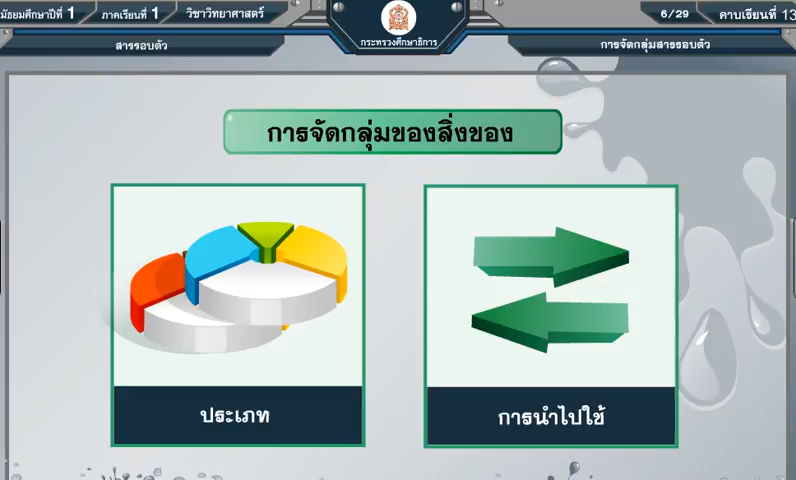 มัธยมศึกษาปีที่ 1 ภาคเรียนที่ 1 วิชาวิทยาศาสตร์ 6/29 คาบเรียนที่ 13
กระทรวงศึกษาธิการ
สารรอบตัว การจัดกลุ่มสารรอบตัว
การจัดกลุ่มของสิ่งของ
ประเภท การนำไปใช้